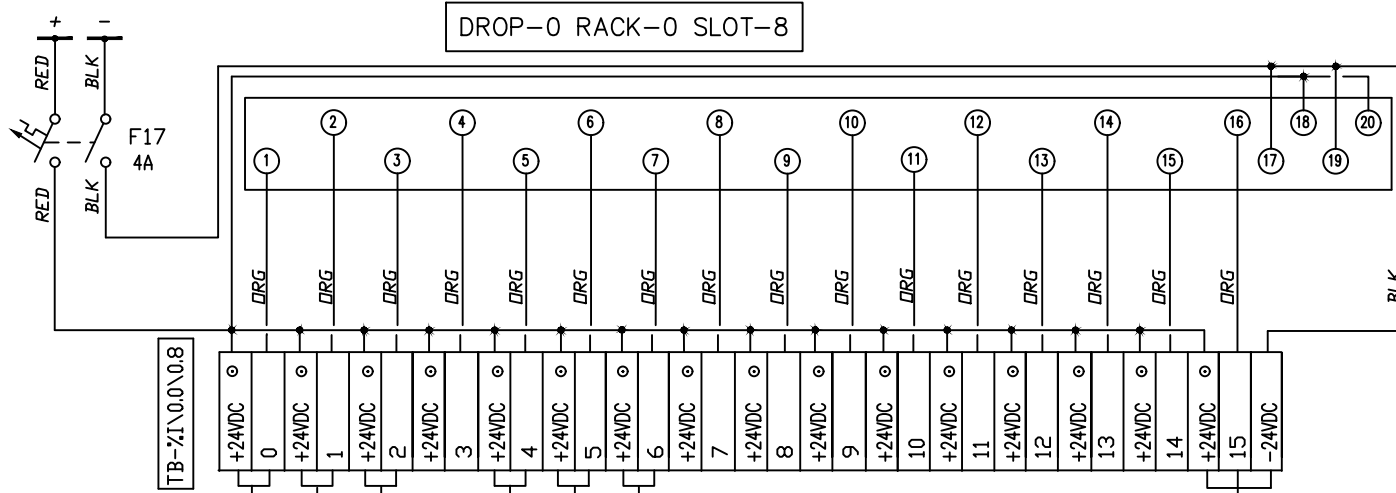 DROP-0 RACK-0 SLOT-8
+ -
RED BLK
F17
4A
RED BLK
2 4 6 8 10 12 14 16 18 20
1 3 5 7 9 11 13 15 17 19
ORG ORG ORG ORG ORG ORG ORG ORG ORG ORG ORG ORG ORG ORG ORG ORG BLK
TB-%I\0.0\0.8
+24VDC 0 +24VDC 1 +24VDC 2 +24VDC 3 +24VDC 4 +24VDC 5 +24VDC 6 +24VDC 7 +24VDC 8 +24VDC 9 +24VDC 10 +24VDC 11 +24VDC 12 +24VDC 13 +24VDC 14 +24VDC 15 -24VDC